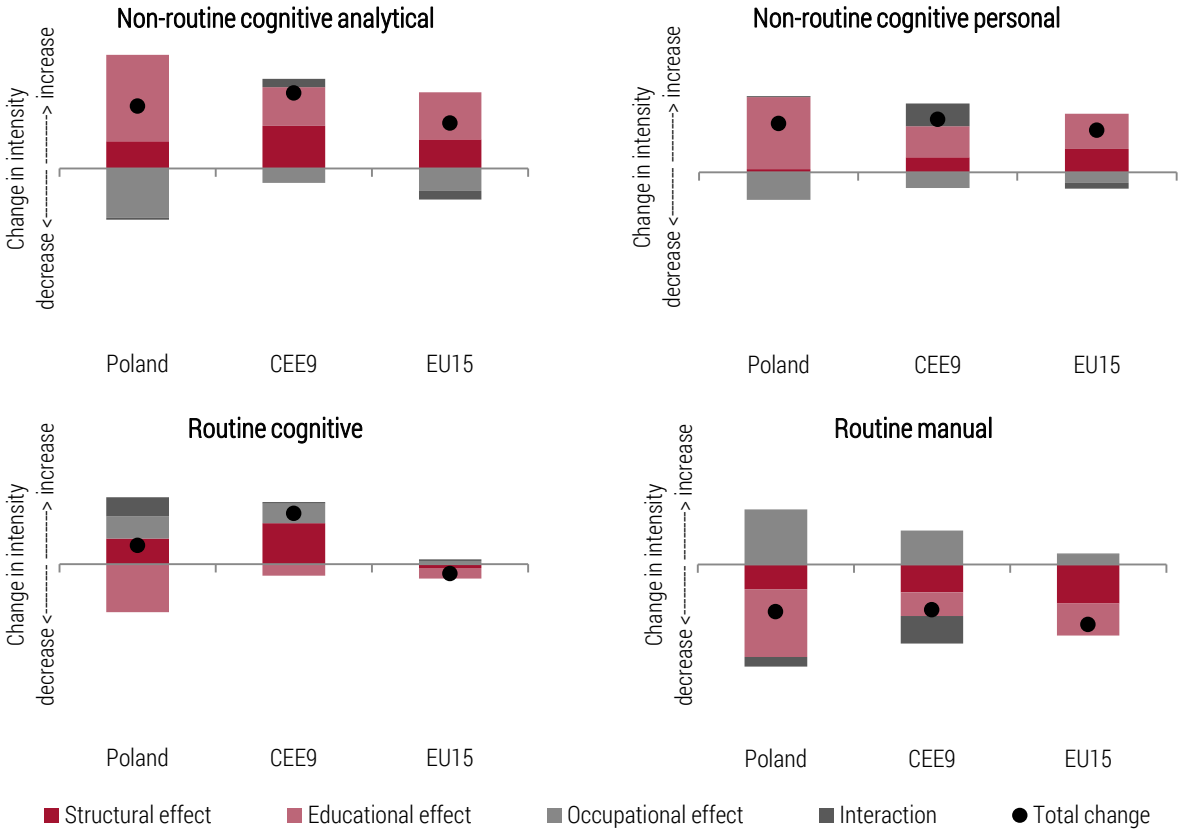 Non-routine cognitive analytical
Change in intensity
decrease <-------- --------> increase
Poland CEE9 EU15
Non-routine cognitive personal
Change in intensity
decrease <-------- --------> increase
Poland CEE9 EU15
Routine cognitive
Change in intensity
decrease <-------- --------> increase
Poland CEE9 EU15
Routine manual
Change in intensity
decrease <-------- --------> increase
Poland CEE9 EU15
Structural effect Educational effect Occupational effect Interaction Total change